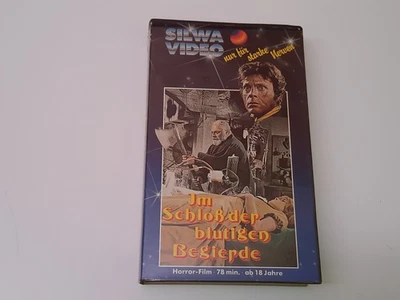 SILWA
VIDEO
nur für
starke Nerven
Im
Schloß der
blutigen
Begierde
Horror-Film · 78 min. · ab 18 Jahre